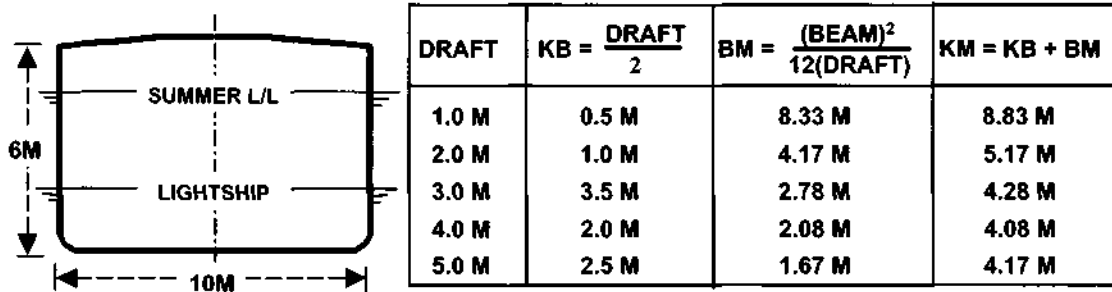 SUMMER L/L
6M
LIGHTSHIP
10M
DRAFT KB = DRAFT / 2 BM = (BEAM)² / 12(DRAFT) KM = KB + BM
1.0 M 0.5 M 8.33 M 8.83 M
2.0 M 1.0 M 4.17 M 5.17 M
3.0 M 3.5 M 2.78 M 4.28 M
4.0 M 2.0 M 2.08 M 4.08 M
5.0 M 2.5 M 1.67 M 4.17 M